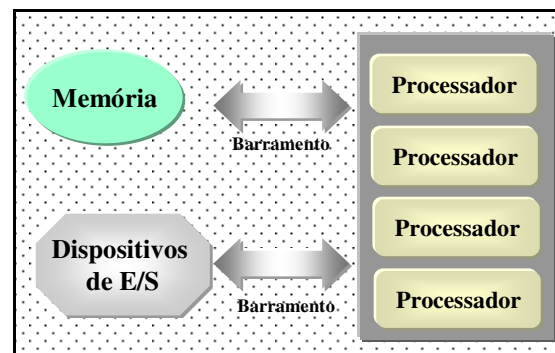 Memória
Barramento
Dispositivos
de E/S
Barramento
Processador
Processador
Processador
Processador